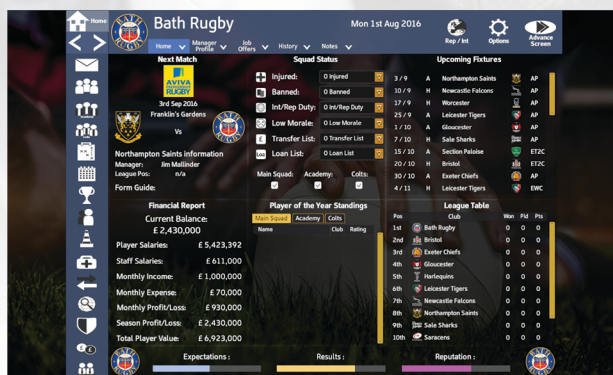 Home
Bath Rugby
Mon 1st Aug 2016
Rep / Int
Options
Advance Screen
Home
Manager Profile
Job Offers
History
Notes
Next Match
AVIVA
PREMIERSHIP
RUGBY
3rd Sep 2016
Franklin's Gardens
Vs
Northampton Saints information
Manager: Jim Mallinder
League Pos: n/a
Form Guide:
Squad Status
Injured: 0 Injured
Banned: 0 Banned
Int/Rep Duty: 0 Int/Rep Duty
Low Morale: 0 Low Morale
£ Transfer List: 0 Transfer List
Loa Loan List: 0 Loan List
Main Squad: Academy: Colts:
Upcoming Fixtures
3 / 9 A Northampton Saints AP
10 / 9 H Newcastle Falcons AP
17 / 9 H Worcester AP
25 / 9 A Leicester Tigers AP
1 / 10 A Gloucester AP
7 / 10 H Sale Sharks AP
15 / 10 A Section Paloise ET2C
20 / 10 H Bristol ET2C
30 / 10 A Exeter Chiefs AP
4 / 11 H Leicester Tigers EWC
Financial Report
Current Balance:
£ 2,430,000
Player Salaries: £ 5,423,392
Staff Salaries: £ 611,000
Monthly Income: £ 1,000,000
Monthly Expense: £ 70,000
Monthly Profit/Loss: £ 930,000
Season Profit/Loss: £ 2,430,000
Total Player Value: £ 6,923,000
Player of the Year Standings
Main Squad Academy Colts
Name Club Rating
League Table
Pos Club Won Pld Pts
1st Bath Rugby 0 0 0
2nd Bristol 0 0 0
3rd Exeter Chiefs 0 0 0
4th Gloucester 0 0 0
5th Harlequins 0 0 0
6th Leicester Tigers 0 0 0
7th Newcastle Falcons 0 0 0
8th Northampton Saints 0 0 0
9th Sale Sharks 0 0 0
10th Saracens 0 0 0
Expectations :
Results :
Reputation :